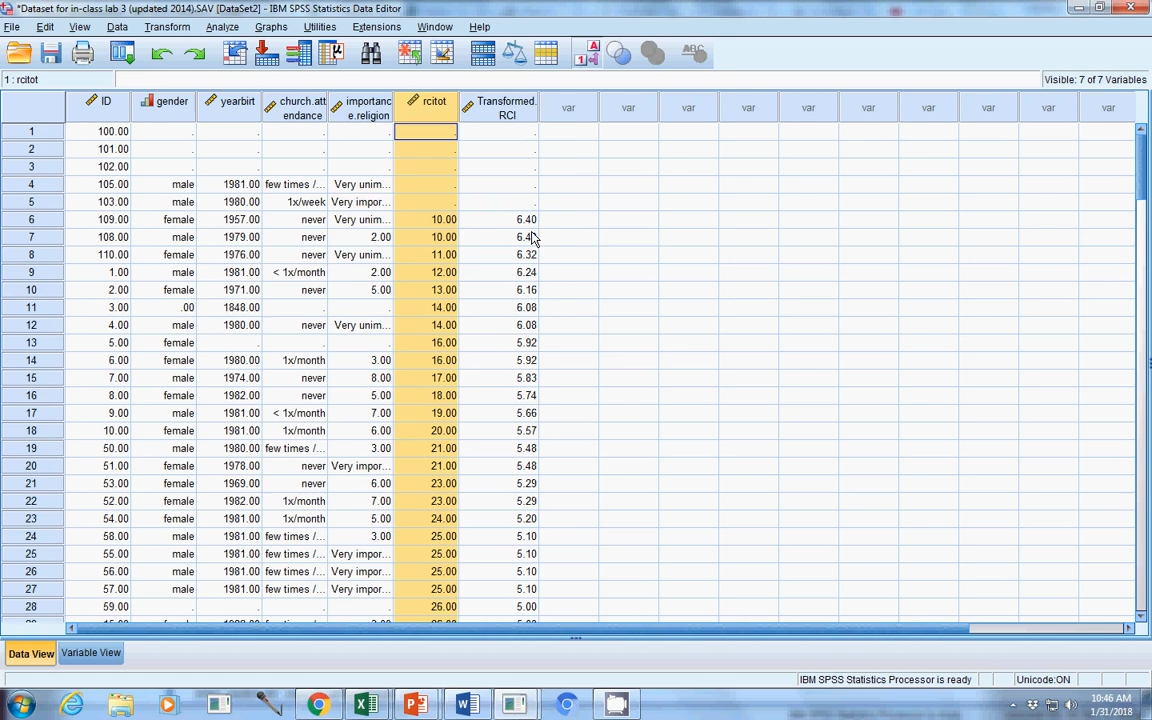 *Dataset for in-class lab 3 (updated 2014).SAV [DataSet2] - IBM SPSS Statistics Data Editor
File Edit View Data Transform Analyze Graphs Utilities Extensions Window Help
1 : rcitot Visible: 7 of 7 Variables
ID gender yearbirt church.att importanc rcitot Transformed. var var var var var var var var var var
endance e.religion RCI
1 100.00 . . . . . .
2 101.00 . . . . . .
3 102.00 . . . . . .
4 105.00 male 1981.00 few times /... Very unim... . .
5 103.00 male 1980.00 1x/week Very impor... . .
6 109.00 female 1957.00 never Very unim... 10.00 6.40
7 108.00 male 1979.00 never 2.00 10.00 6.4
8 110.00 female 1976.00 never Very unim... 11.00 6.32
9 1.00 male 1981.00 < 1x/month 2.00 12.00 6.24
10 2.00 female 1971.00 never 5.00 13.00 6.16
11 3.00 .00 1848.00 . . 14.00 6.08
12 4.00 male 1980.00 never Very unim... 14.00 6.08
13 5.00 female . . . 16.00 5.92
14 6.00 female 1980.00 1x/month 3.00 16.00 5.92
15 7.00 male 1974.00 never 8.00 17.00 5.83
16 8.00 female 1982.00 never 5.00 18.00 5.74
17 9.00 male 1981.00 < 1x/month 7.00 19.00 5.66
18 10.00 female 1981.00 1x/month 6.00 20.00 5.57
19 50.00 male 1980.00 few times /... 3.00 21.00 5.48
20 51.00 female 1978.00 never Very impor... 21.00 5.48
21 53.00 female 1969.00 never 6.00 23.00 5.29
22 52.00 female 1982.00 1x/month 7.00 23.00 5.29
23 54.00 female 1981.00 1x/month 5.00 24.00 5.20
24 58.00 male 1981.00 few times /... 3.00 25.00 5.10
25 55.00 male 1981.00 few times /... Very impor... 25.00 5.10
26 56.00 male 1981.00 few times /... Very impor... 25.00 5.10
27 57.00 male 1981.00 few times /... Very impor... 25.00 5.10
28 59.00 . . . . 26.00 5.00
Data View Variable View
IBM SPSS Statistics Processor is ready Unicode:ON
10:46 AM
1/31/2018